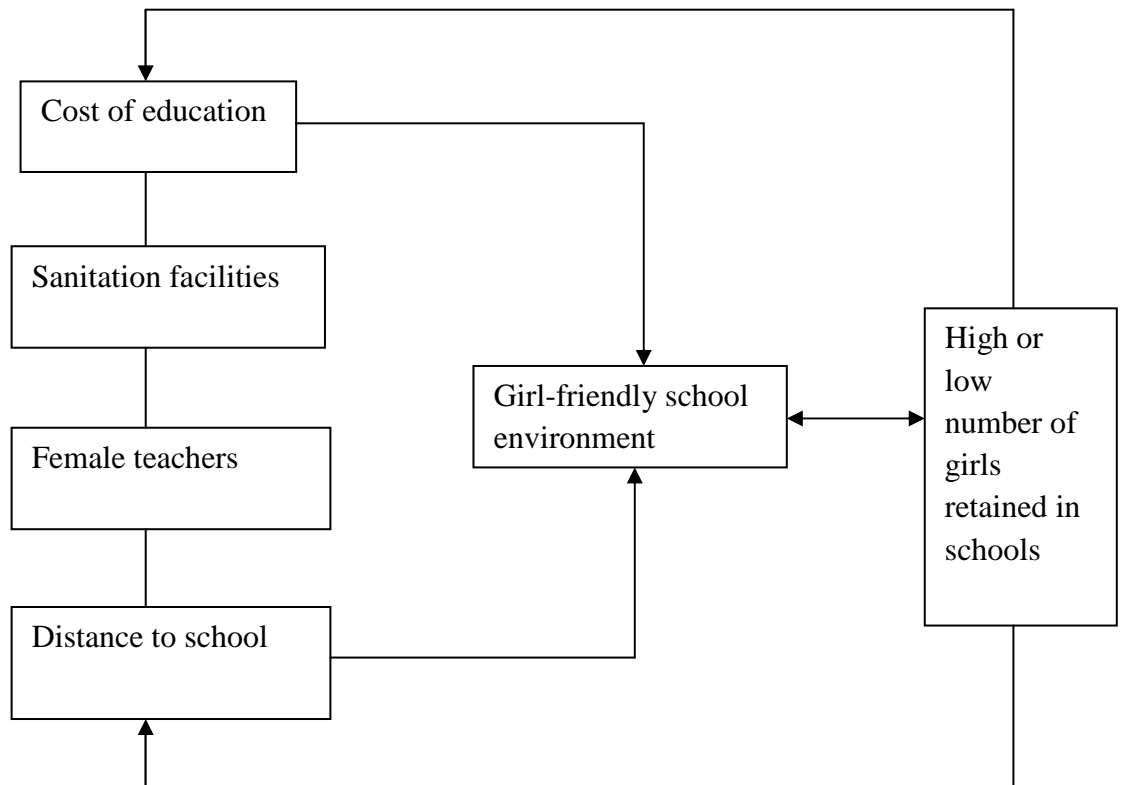 Cost of education
Sanitation facilities
Female teachers
Distance to school
Girl-friendly school
environment
High or
low
number of
girls
retained in
schools